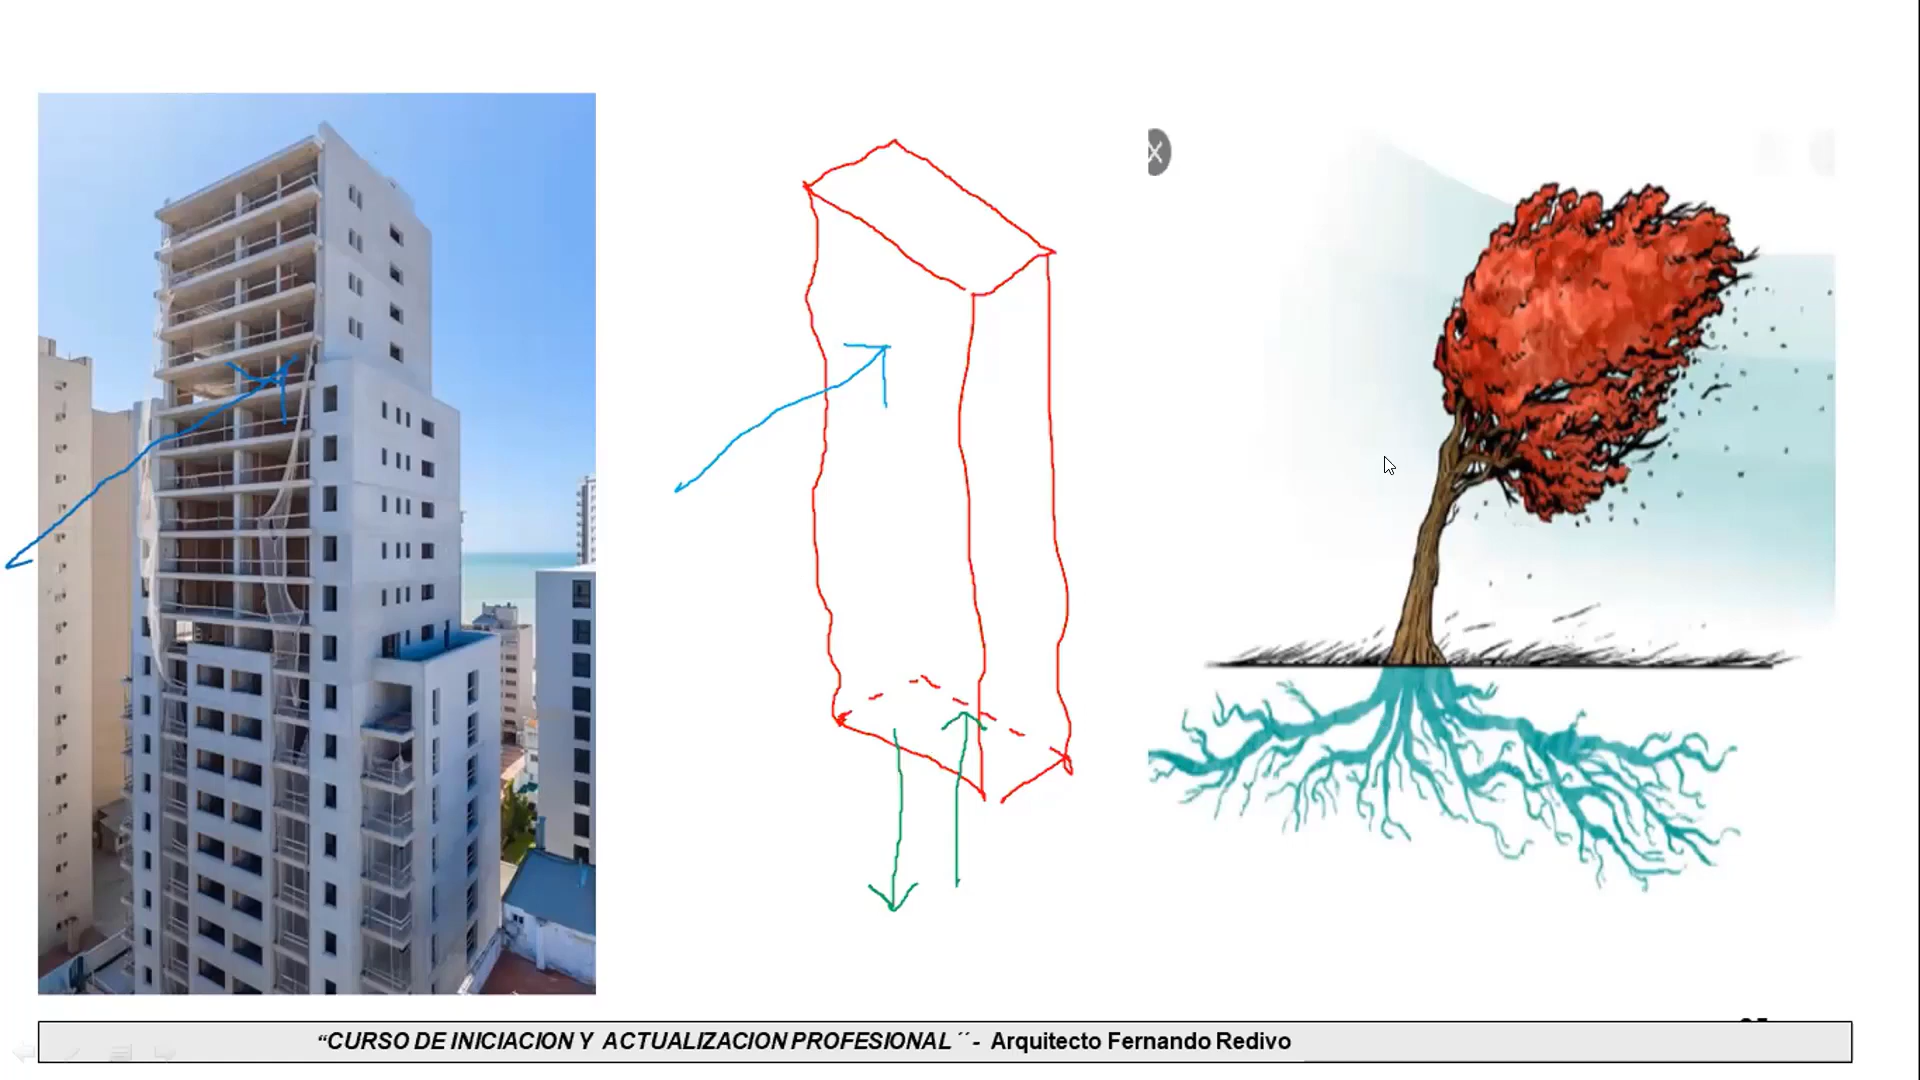 “CURSO DE INICIACION Y ACTUALIZACION PROFESIONAL ´´ - Arquitecto Fernando Redivo